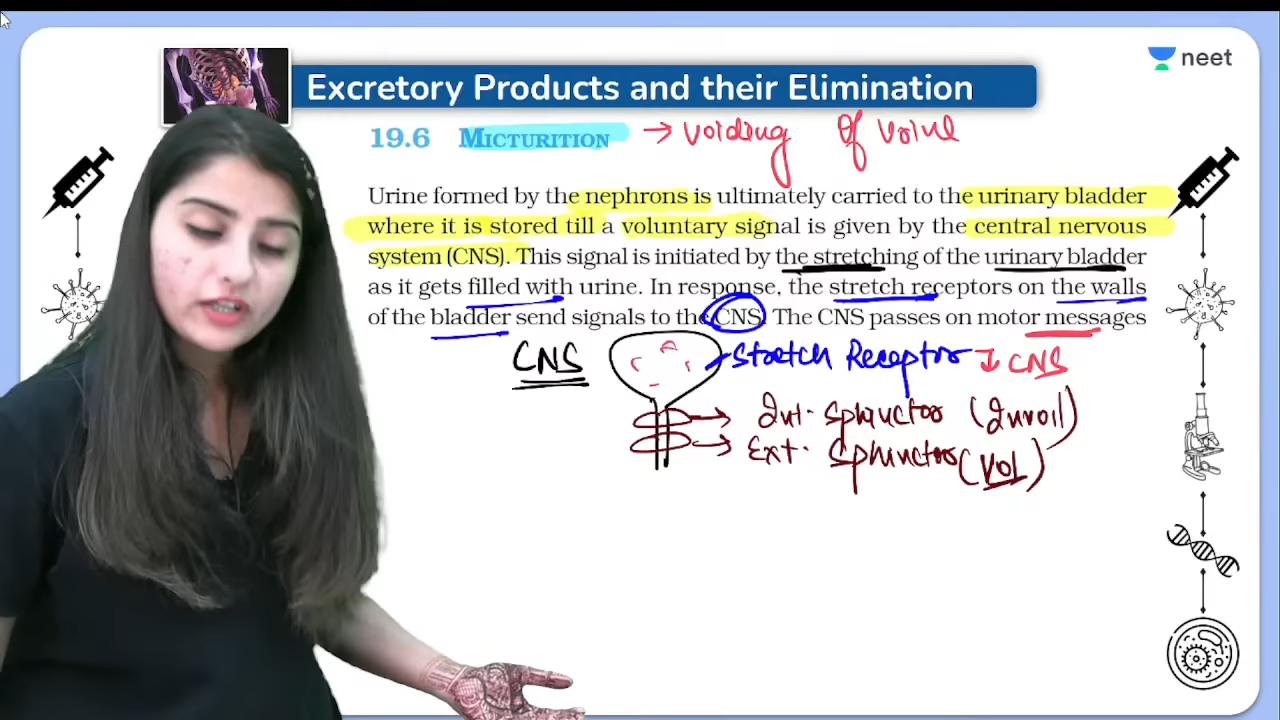 neet
Excretory Products and their Elimination
19.6 MICTURITION → voiding of Urine
Urine formed by the nephrons is ultimately carried to the urinary bladder
where it is stored till a voluntary signal is given by the central nervous
system (CNS). This signal is initiated by the stretching of the urinary bladder
as it gets filled with urine. In response, the stretch receptors on the walls
of the bladder send signals to the CNS. The CNS passes on motor messages
CNS Stretch Receptor ↓ CNS
→ Int. Sphinctor (Invol)
→ Ext. Sphinctor (Vol)